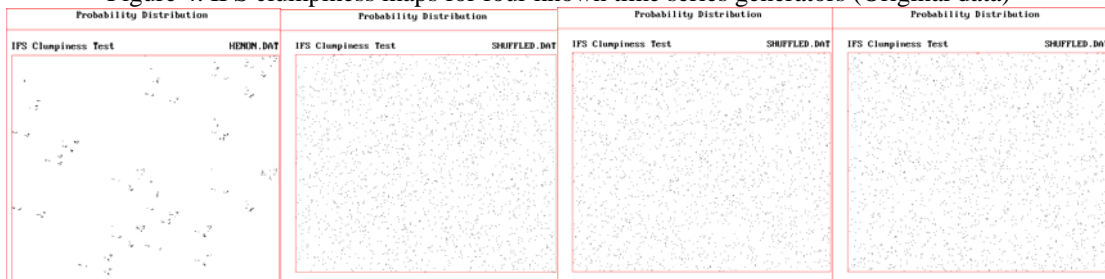 Figure 4. IFS clumpiness maps for four known time series generators (Original data)
Probability Distribution Probability Distribution Probability Distribution Probability Distribution
IFS Clumpiness Test HENON.DAT IFS Clumpiness Test SHUFFLED.DAT IFS Clumpiness Test SHUFFLED.DAT IFS Clumpiness Test SHUFFLED.DAT